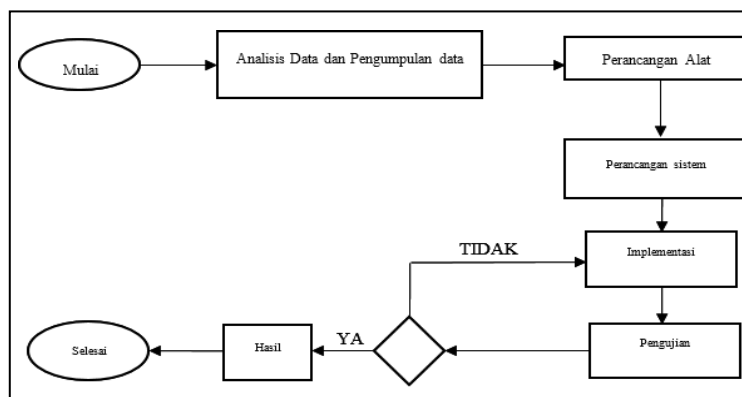 Mulai
Analisis Data dan Pengumpulan data
Perancangan Alat
Perancangan sistem
TIDAK
Implementasi
Pengujian
YA
Hasil
Selesai